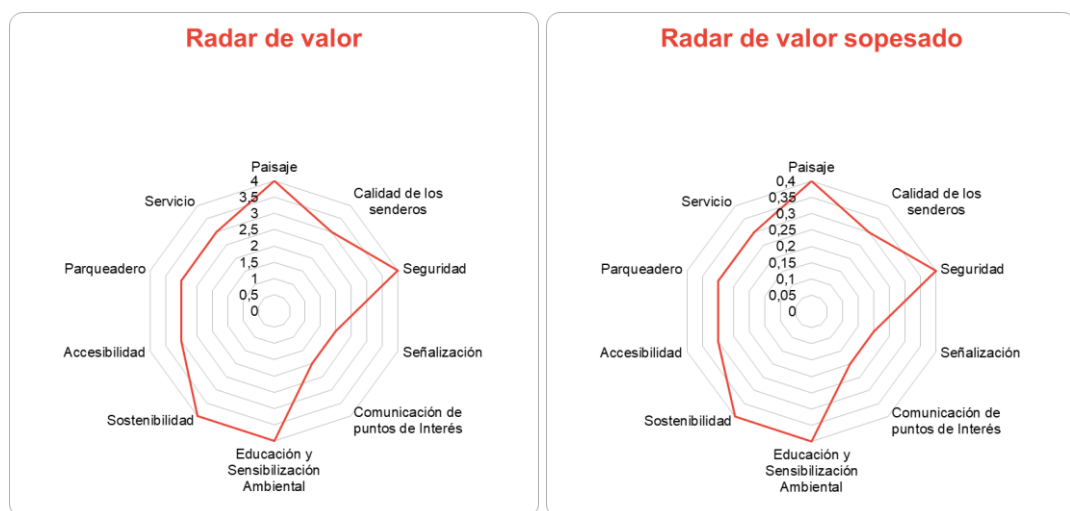 Radar de valor
Paisaje
4
3,5
3
2,5
2
1,5
1
0,5
0
Calidad de los
senderos
Seguridad
Señalización
Comunicación de
puntos de Interés
Educación y
Sensibilización
Ambiental
Sostenibilidad
Accesibilidad
Parqueadero
Servicio
Radar de valor sopesado
Paisaje
0,4
0,35
0,3
0,25
0,2
0,15
0,1
0,05
0
Calidad de los
senderos
Seguridad
Señalización
Comunicación de
puntos de Interés
Educación y
Sensibilización
Ambiental
Sostenibilidad
Accesibilidad
Parqueadero
Servicio